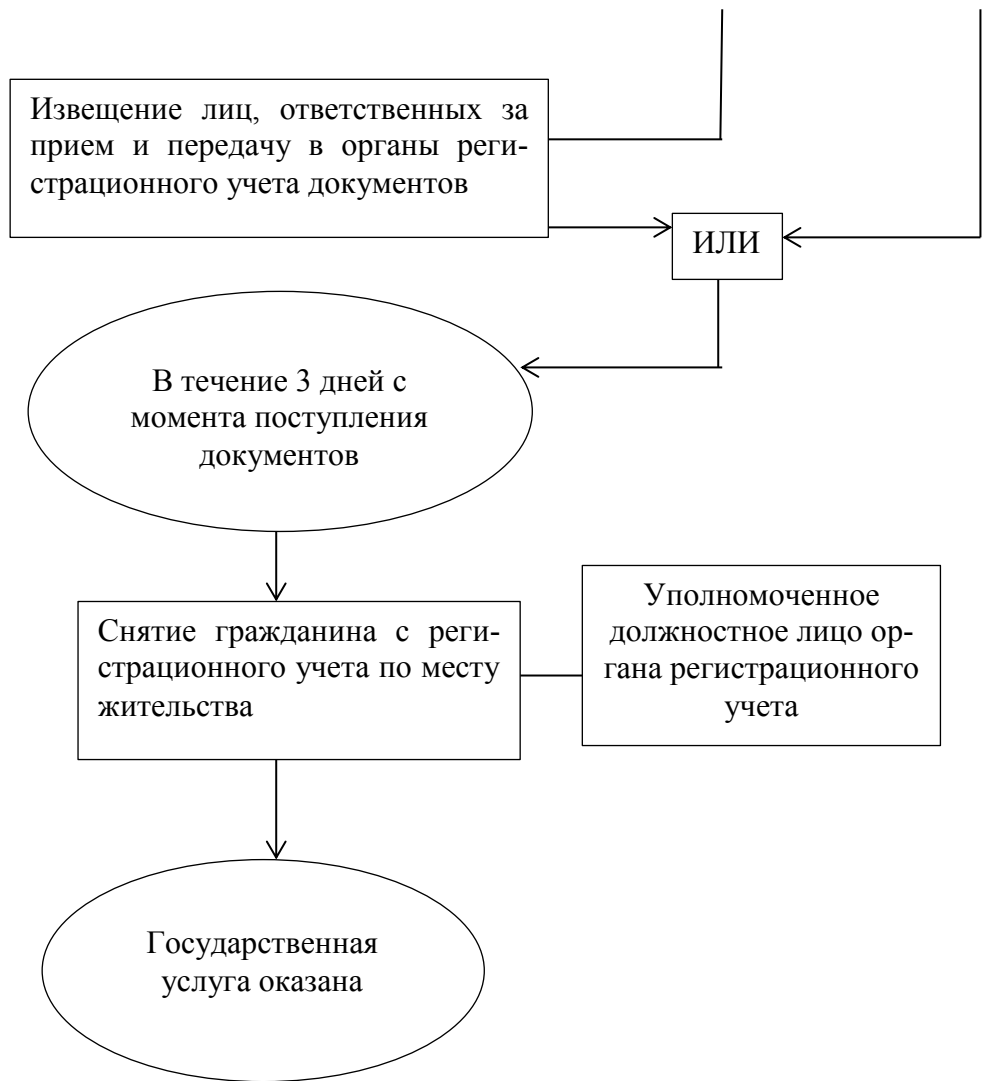 Извещение лиц, ответственных за
прием и передачу в органы реги-
страционного учета документов
ИЛИ
В течение 3 дней с
момента поступления
документов
Снятие гражданина с реги-
страционного учета по месту
жительства
Уполномоченное
должностное лицо ор-
гана регистрационного
учета
Государственная
услуга оказана